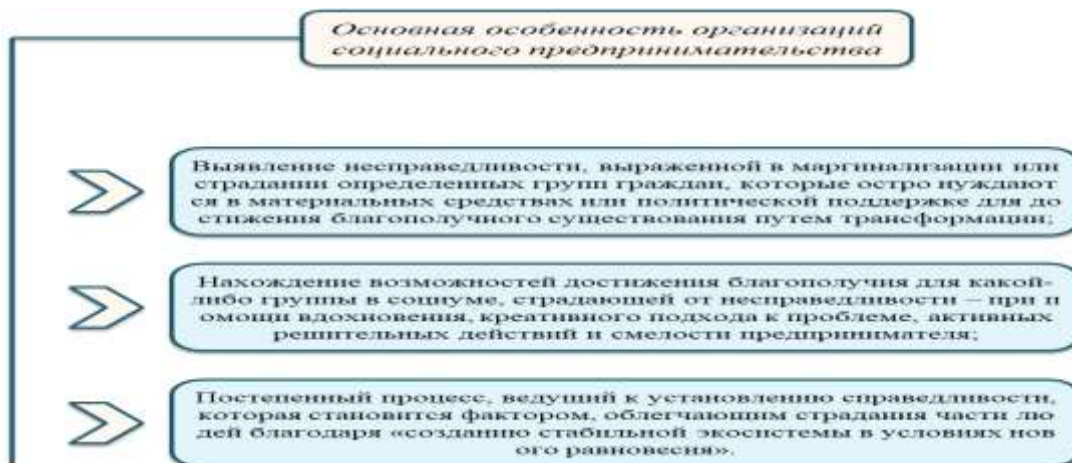 Основная особенность организаций
социального предпринимательства
Выявление несправедливости, выраженной в маргинализации или
страдании определенных групп граждан, которые остро нуждают
ся в материальных средствах или политической поддержке для до
стижения благополучного существования путем трансформации;
Нахождение возможностей достижения благополучия для какой-
либо группы в социуме, страдающей от несправедливости – при п
омощи вдохновения, креативного подхода к проблеме, активных
решительных действий и смелости предпринимателя;
Постепенный процесс, ведущий к установлению справедливости,
которая становится фактором, облегчающим страдания части лю
дей благодаря «созданию стабильной экосистемы в условиях нов
ого равновесия».